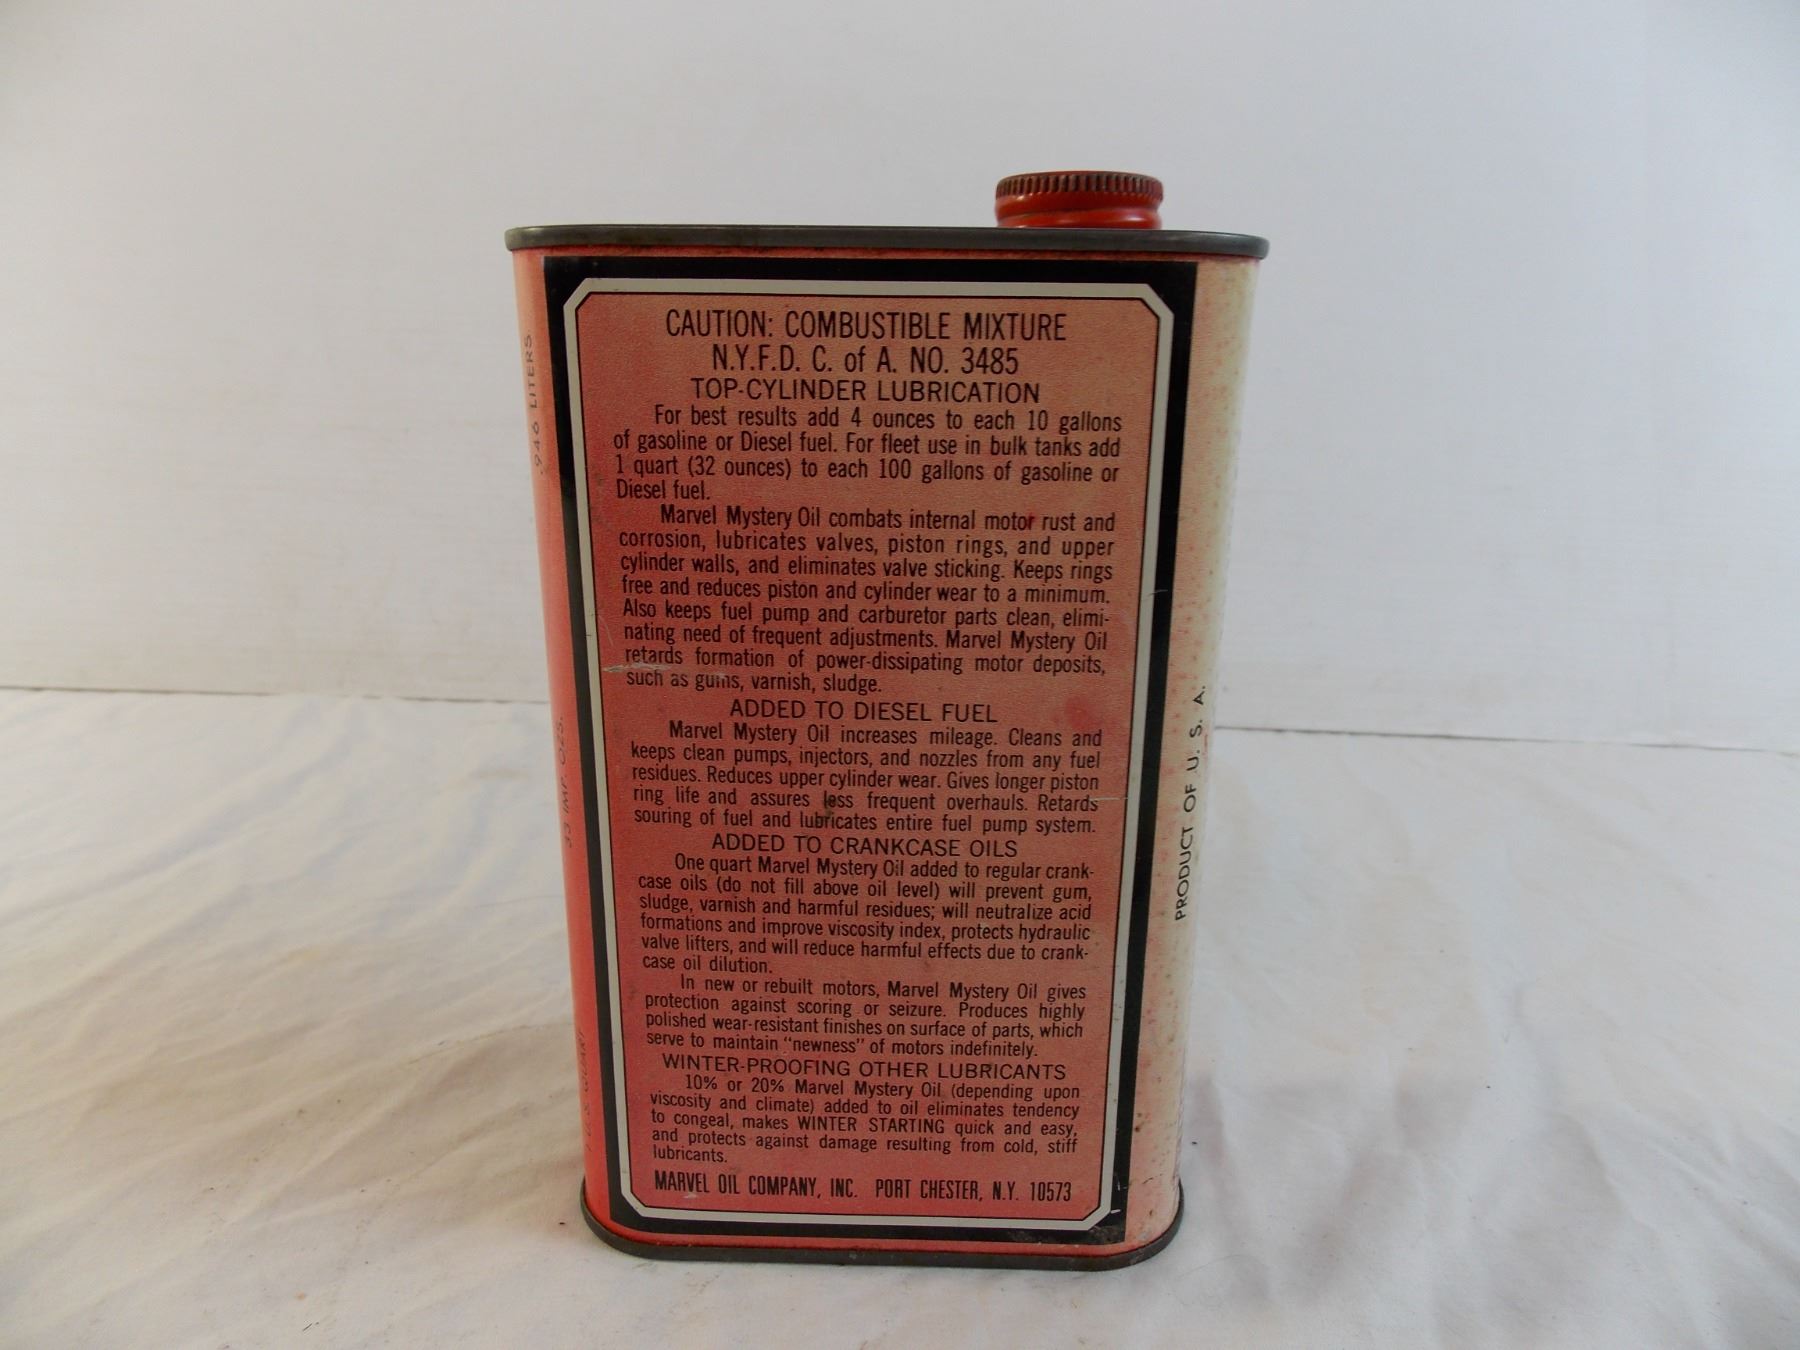 CAUTION: COMBUSTIBLE MIXTURE
N.Y.F.D. C. of A. NO. 3485
TOP-CYLINDER LUBRICATION
For best results add 4 ounces to each 10 gallons
of gasoline or Diesel fuel. For fleet use in bulk tanks add
1 quart (32 ounces) to each 100 gallons of gasoline or
Diesel fuel.
Marvel Mystery Oil combats internal motor rust and
corrosion, lubricates valves, piston rings, and upper
cylinder walls, and eliminates valve sticking. Keeps rings
free and reduces piston and cylinder wear to a minimum.
Also keeps fuel pump and carburetor parts clean, elimi-
nating need of frequent adjustments. Marvel Mystery Oil
retards formation of power-dissipating motor deposits,
such as gums, varnish, sludge.
ADDED TO DIESEL FUEL
Marvel Mystery Oil increases mileage. Cleans and
keeps clean pumps, injectors, and nozzles from any fuel
residues. Reduces upper cylinder wear. Gives longer piston
ring life and assures less frequent overhauls. Retards
souring of fuel and lubricates entire fuel pump system.
ADDED TO CRANKCASE OILS
One quart Marvel Mystery Oil added to regular crank-
case oils (do not fill above oil level) will prevent gum,
sludge, varnish and harmful residues; will neutralize acid
formations and improve viscosity index, protects hydraulic
valve lifters, and will reduce harmful effects due to crank-
case oil dilution.
In new or rebuilt motors, Marvel Mystery Oil gives
protection against scoring or seizure. Produces highly
polished wear-resistant finishes on surface of parts, which
serve to maintain "newness" of motors indefinitely.
WINTER-PROOFING OTHER LUBRICANTS
10% or 20% Marvel Mystery Oil (depending upon
viscosity and climate) added to oil eliminates tendency
to congeal, makes WINTER STARTING quick and easy,
and protects against damage resulting from cold, stiff
lubricants.
MARVEL OIL COMPANY, INC. PORT CHESTER, N.Y. 10573
.946 LITERS
33 IMP. OZS.
QUART
PRODUCT OF U. S. A.